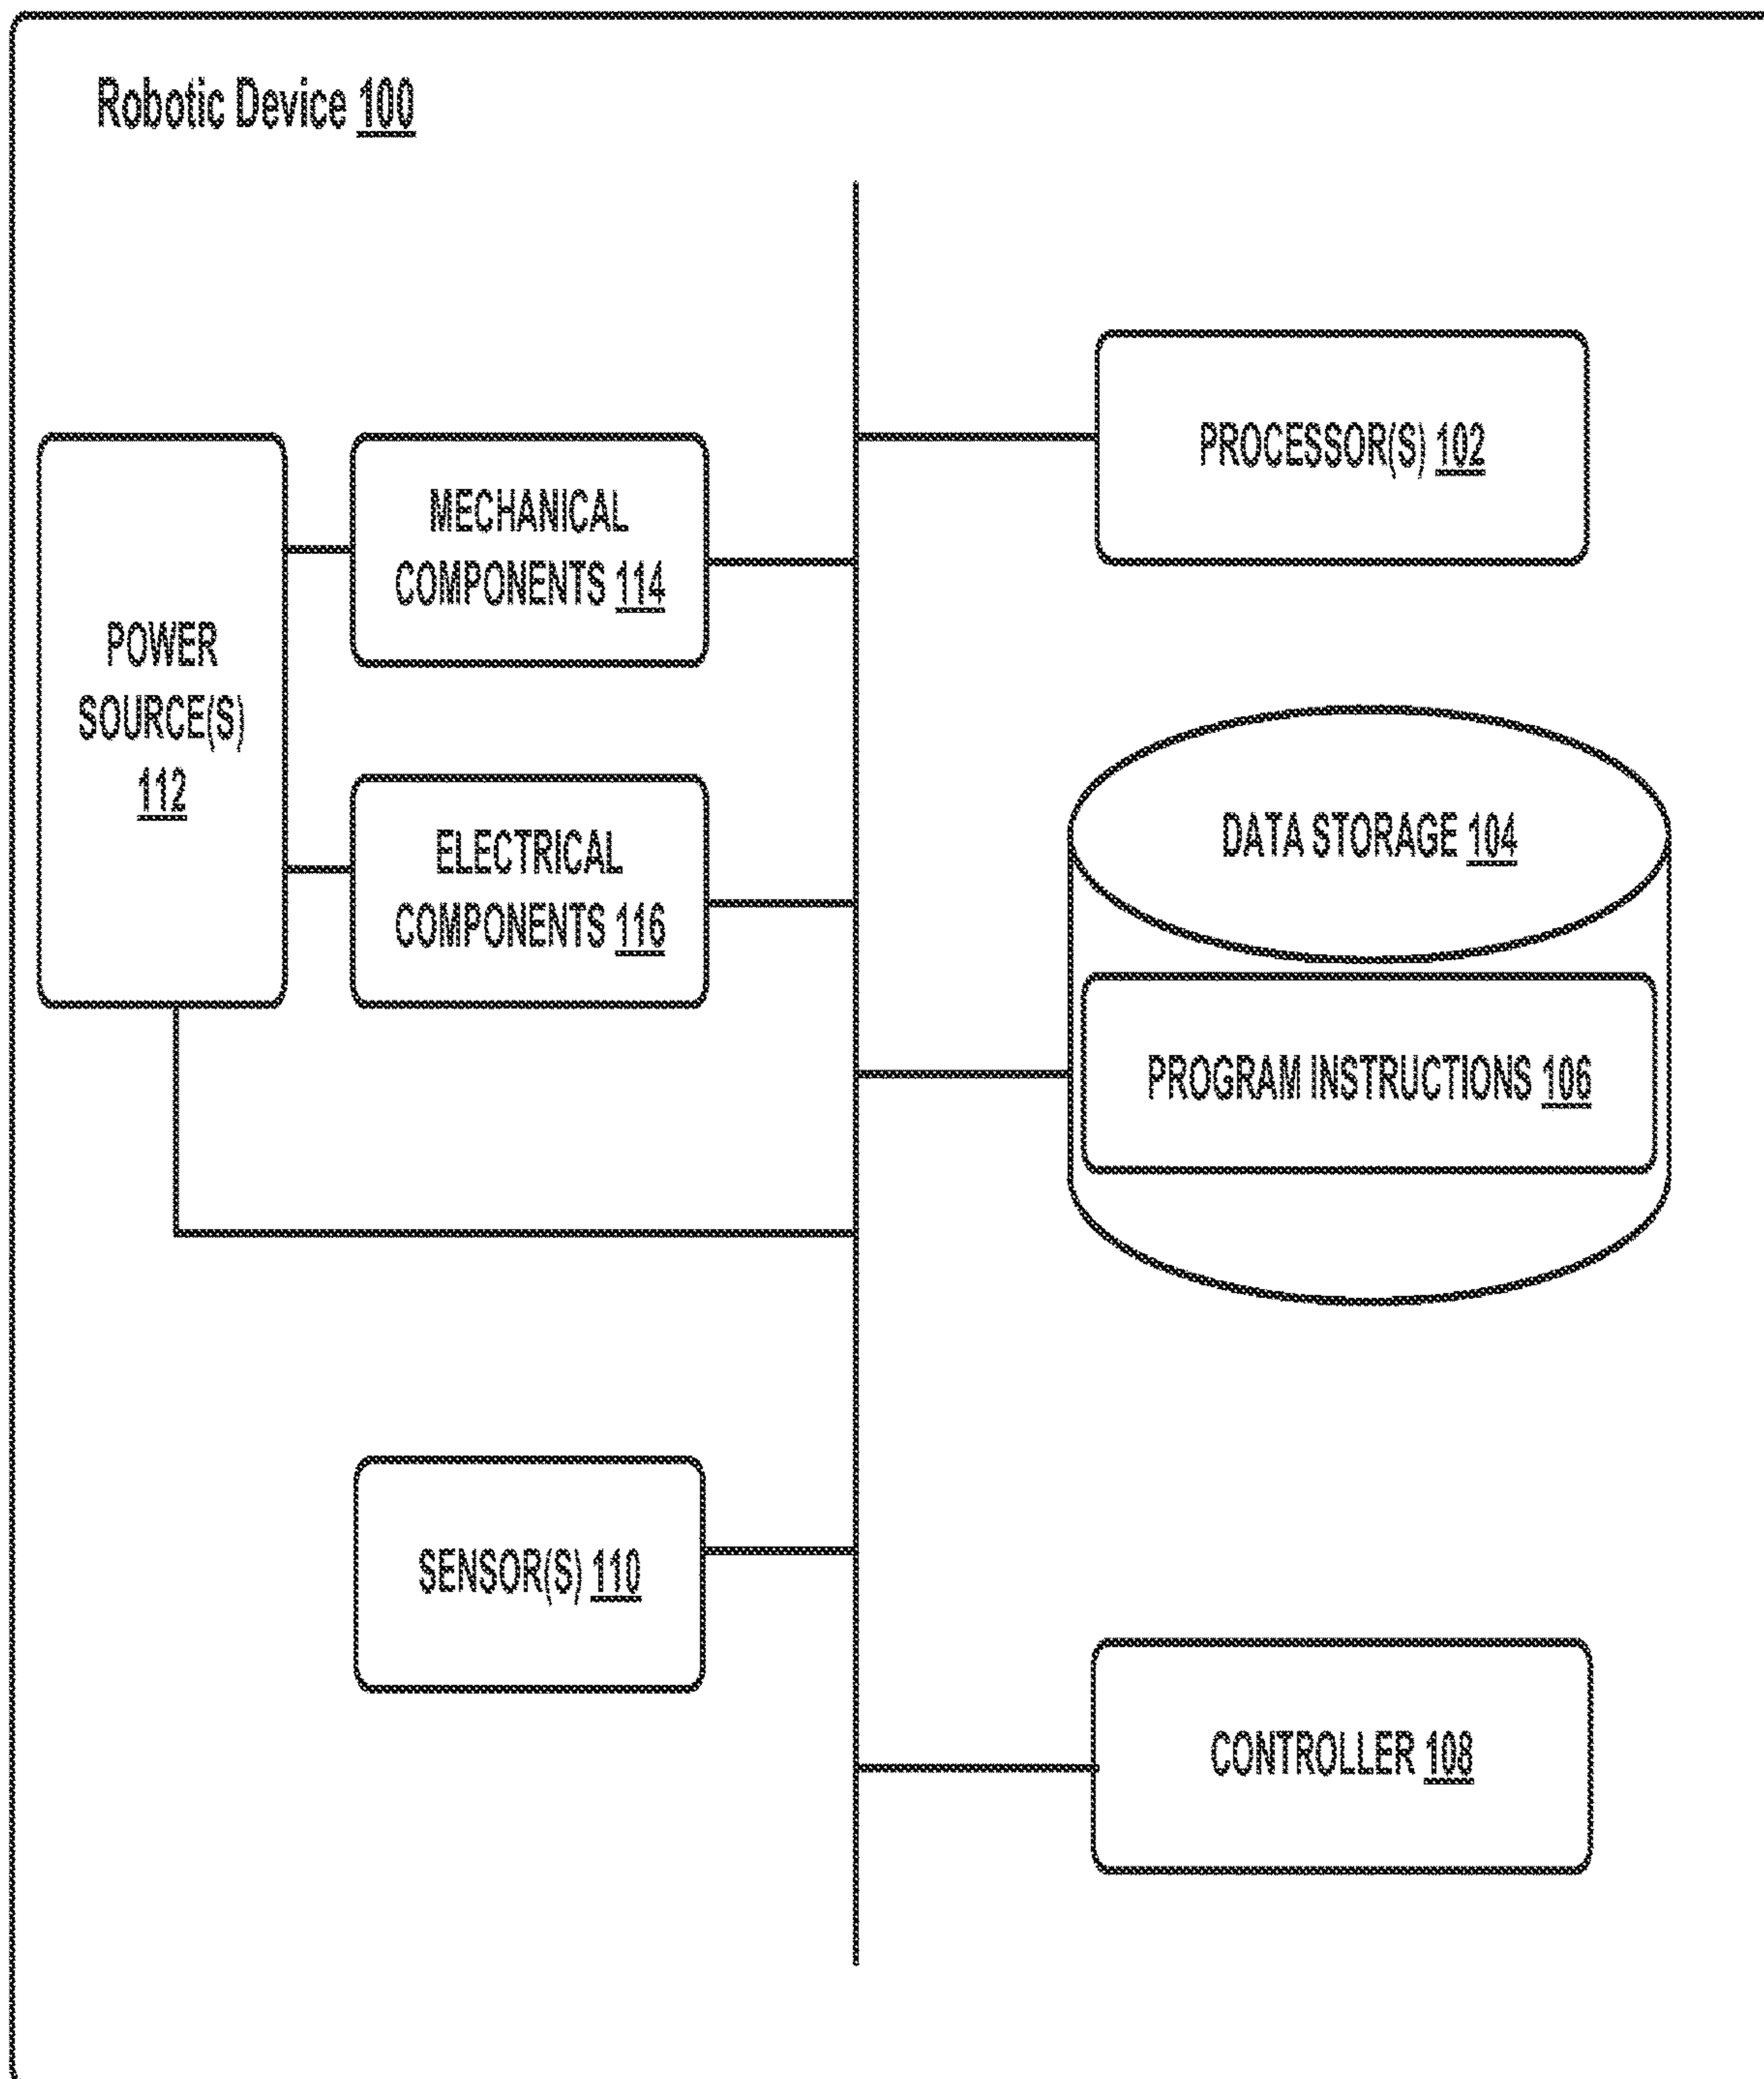 Robotic Device 100
PROCESSOR(S) 102
MECHANICAL
COMPONENTS 114
POWER
SOURCE(S)
112
ELECTRICAL
COMPONENTS 116
DATA STORAGE 104
PROGRAM INSTRUCTIONS 106
SENSOR(S) 110
CONTROLLER 108